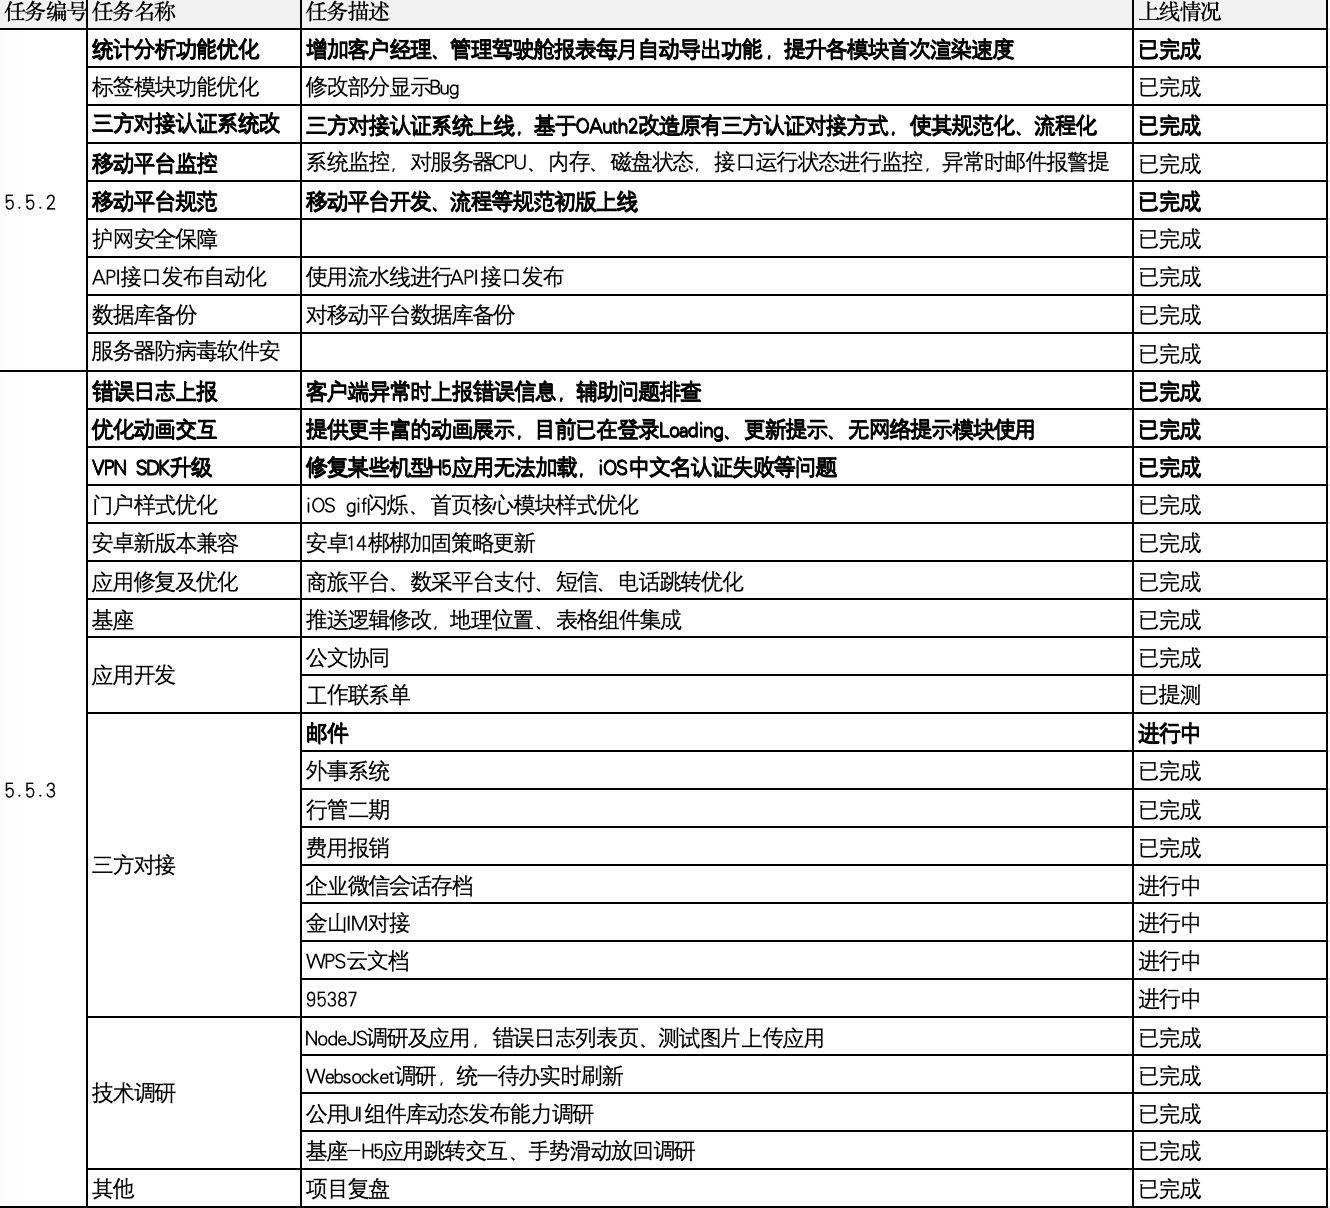 任务编号 任务名称 任务描述 上线情况
统计分析功能优化 增加客户经理、管理驾驶舱报表每月自动导出功能，提升各模块首次渲染速度 已完成
标签模块功能优化 修改部分显示Bug 已完成
三方对接认证系统改 三方对接认证系统上线，基于OAuth2改造原有三方认证对接方式，使其规范化、流程化 已完成
移动平台监控 系统监控，对服务器CPU、内存、磁盘状态，接口运行状态进行监控，异常时邮件报警提 已完成
5.5.2 移动平台规范 移动平台开发、流程等规范初版上线 已完成
护网安全保障 已完成
API接口发布自动化 使用流水线进行API接口发布 已完成
数据库备份 对移动平台数据库备份 已完成
服务器防病毒软件安 已完成
错误日志上报 客户端异常时上报错误信息，辅助问题排查 已完成
优化动画交互 提供更丰富的动画展示，目前已在登录Loading、更新提示、无网络提示模块使用 已完成
VPN SDK升级 修复某些机型H5应用无法加载，iOS中文名认证失败等问题 已完成
门户样式优化 iOS gif闪烁、首页核心模块样式优化 已完成
安卓新版本兼容 安卓14梆梆加固策略更新 已完成
应用修复及优化 商旅平台、数采平台支付、短信、电话跳转优化 已完成
基座 推送逻辑修改，地理位置、表格组件集成 已完成
应用开发 公文协同 已完成
工作联系单 已提测
邮件 进行中
外事系统 已完成
5.5.3 行管二期 已完成
三方对接 费用报销 已完成
企业微信会话存档 进行中
金山IM对接 进行中
WPS云文档 进行中
95387 进行中
NodeJS调研及应用，错误日志列表页、测试图片上传应用 已完成
技术调研 Websocket调研，统一待办实时刷新 已完成
公用UI组件库动态发布能力调研 已完成
基座-H5应用跳转交互、手势滑动放回调研 已完成
其他 项目复盘 已完成